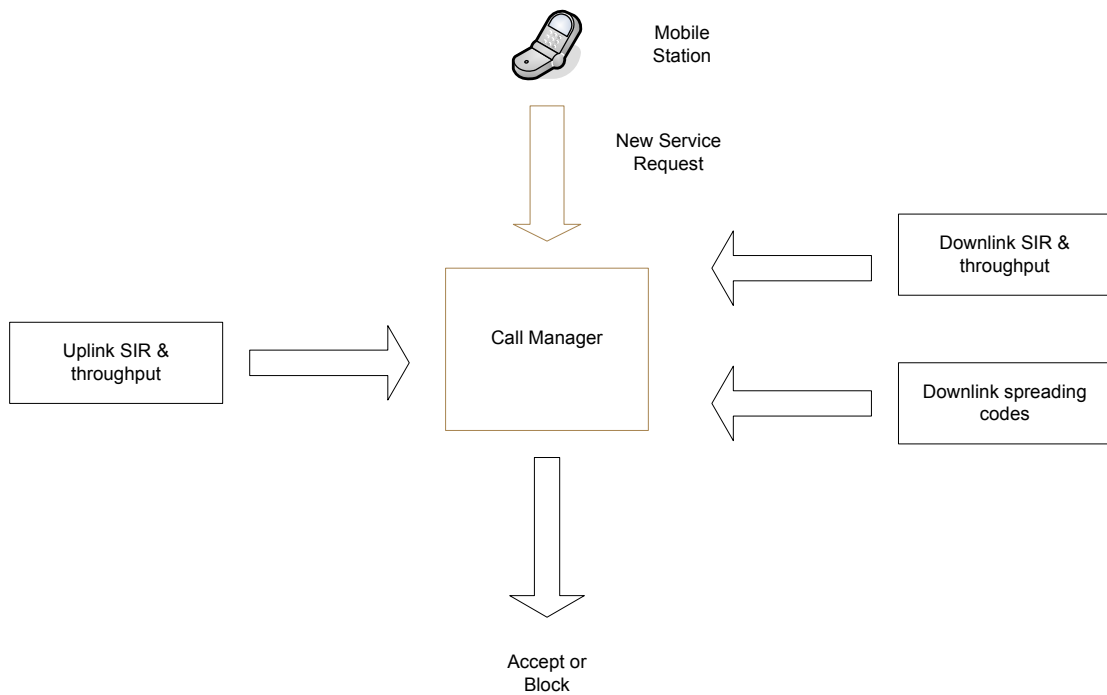 Mobile
Station
New Service
Request
Downlink SIR &
throughput
Call Manager
Uplink SIR &
throughput
Downlink spreading
codes
Accept or
Block